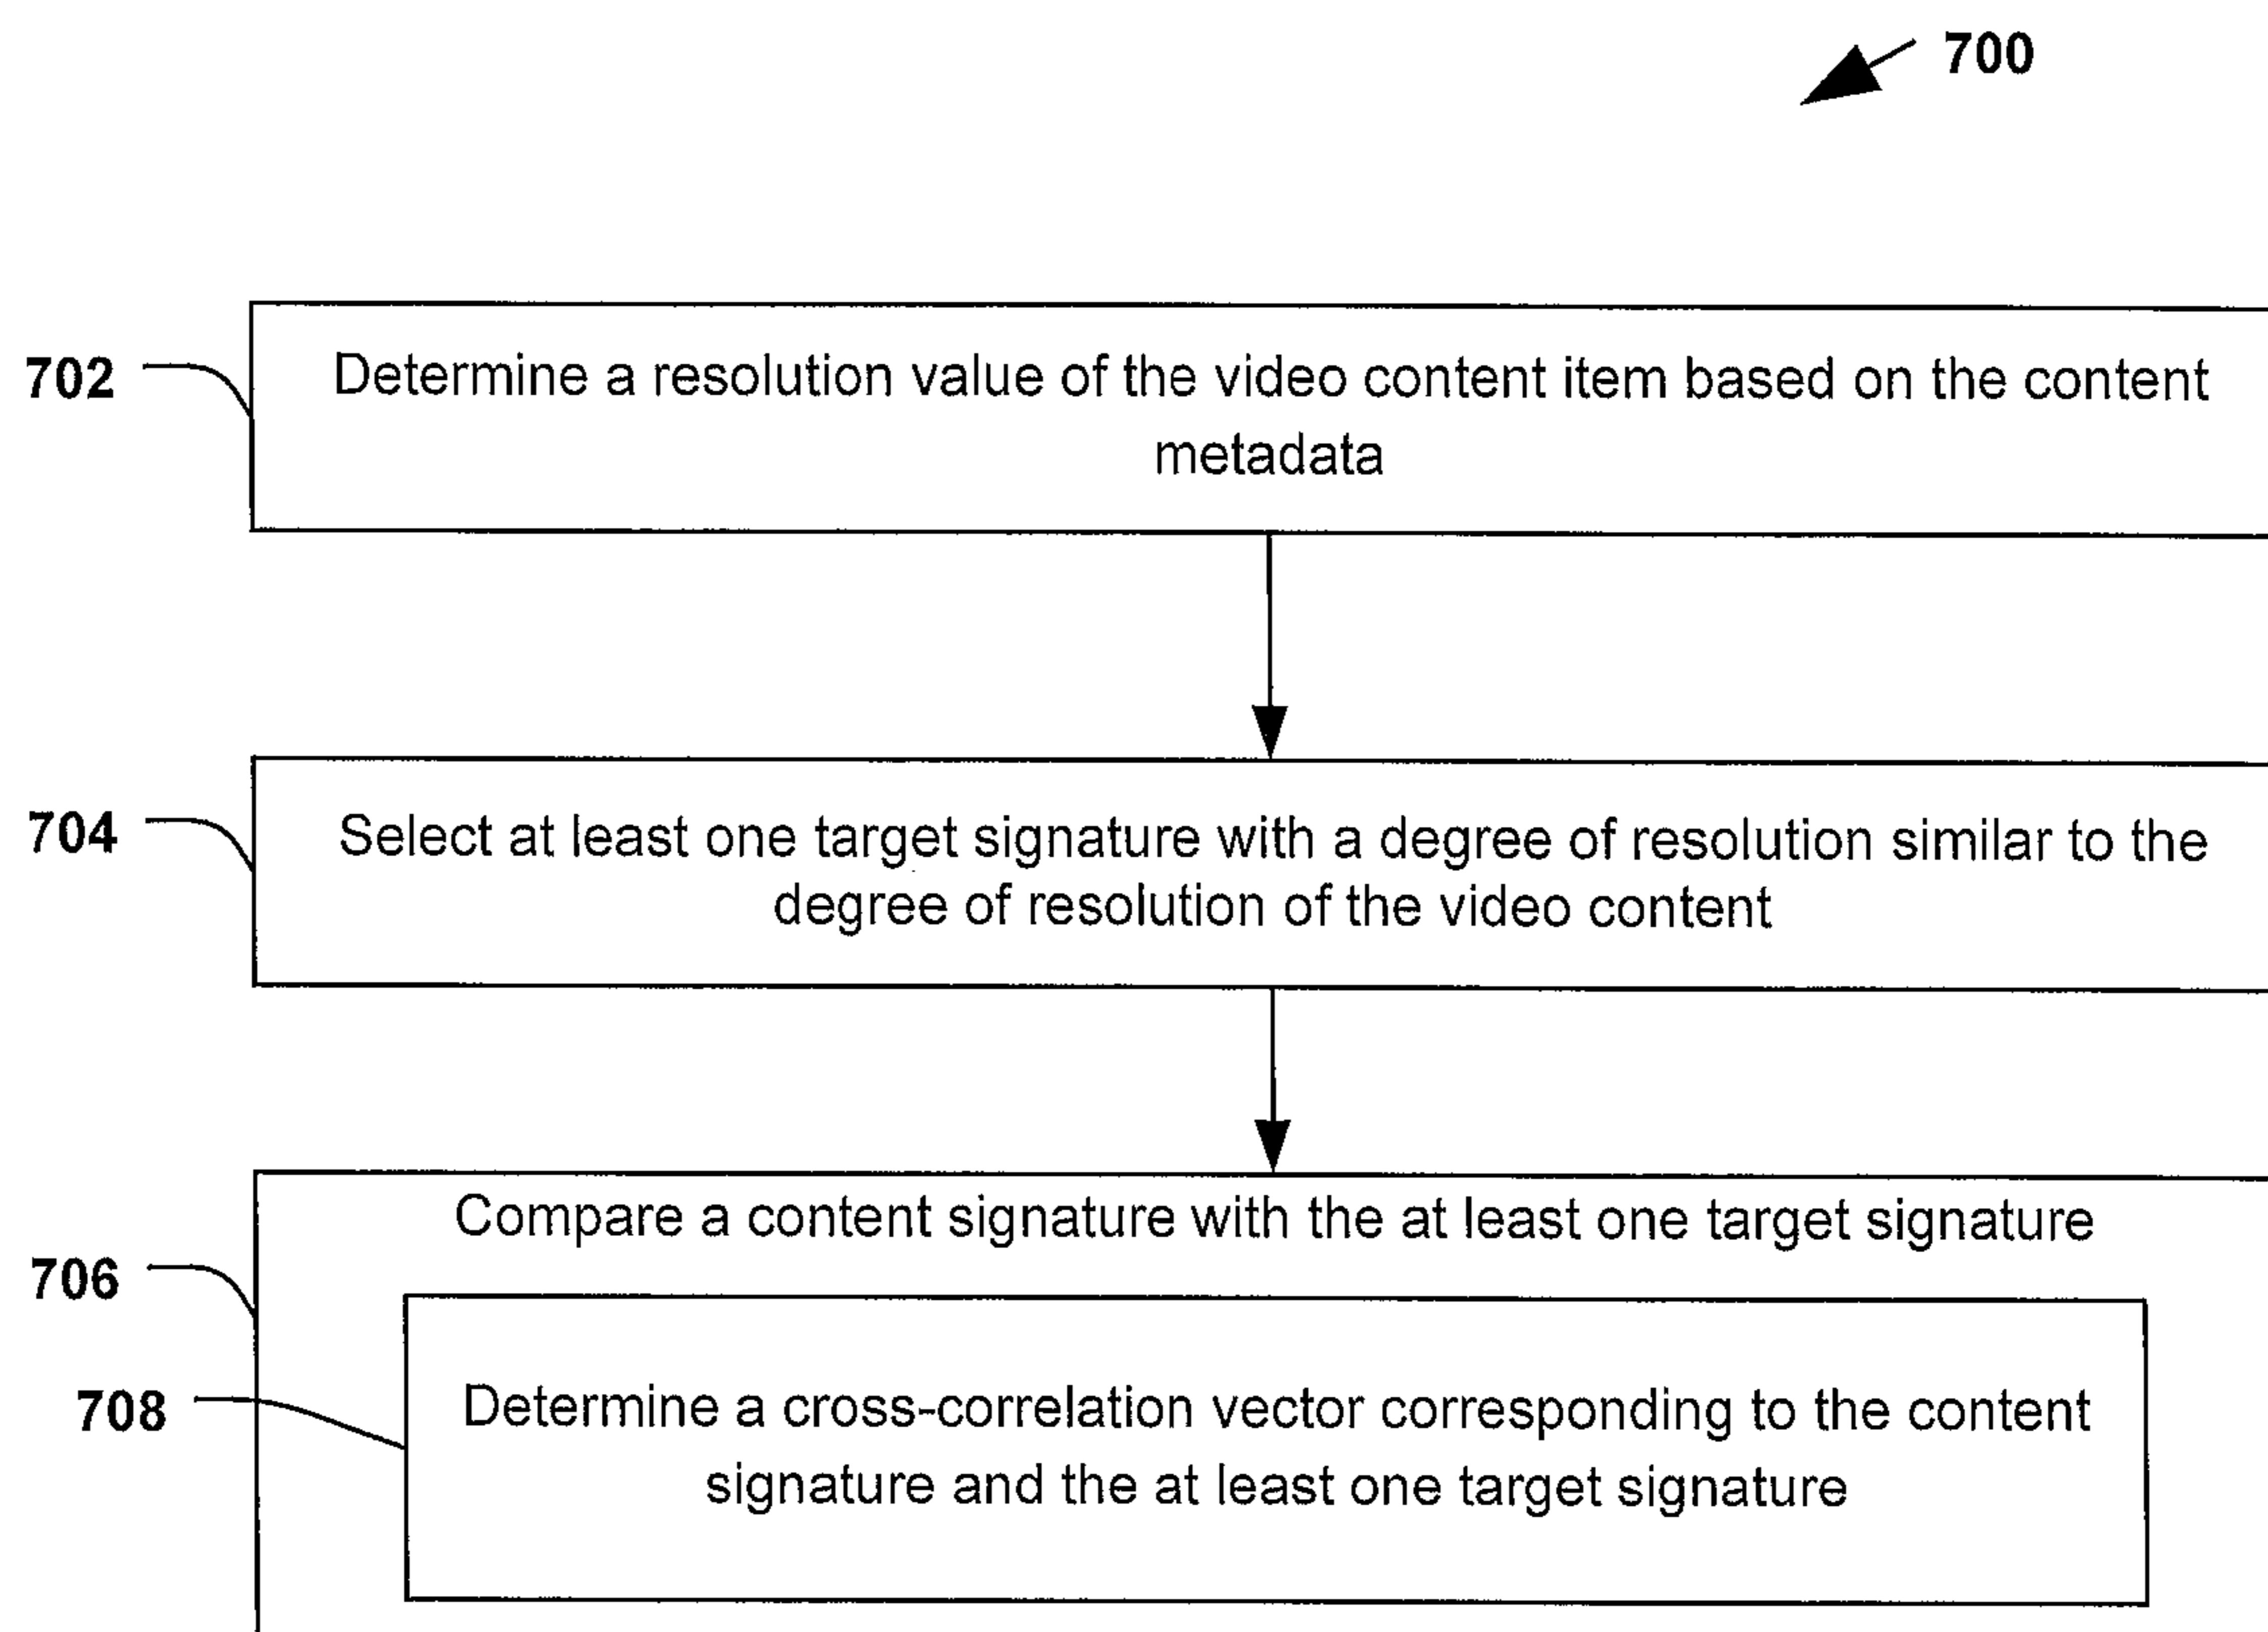 700
702
Determine a resolution value of the video content item based on the content
metadata
704
Select at least one target signature with a degree of resolution similar to the
degree of resolution of the video content
706
Compare a content signature with the at least one target signature
708
Determine a cross-correlation vector corresponding to the content
signature and the at least one target signature